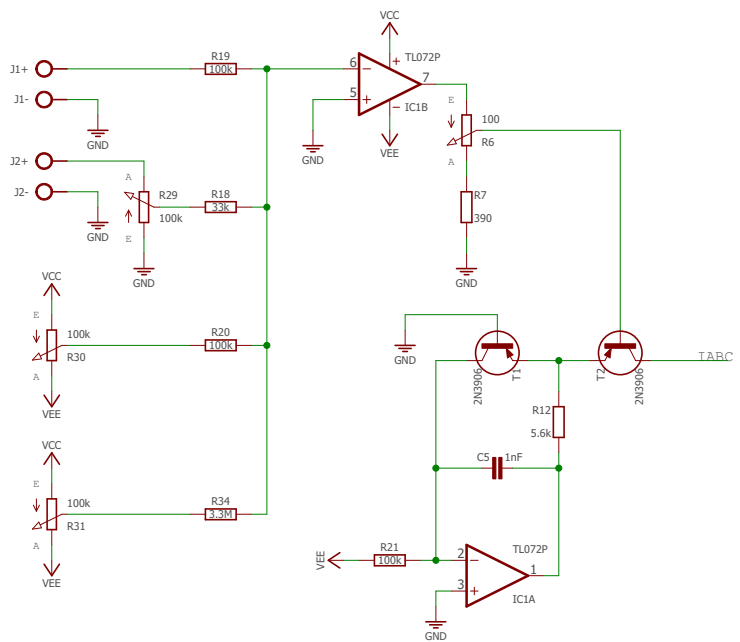 VCC
J1+
R19
100k
6
TL072P
+
−
7
5
+
−
IC1B
J1-
GND
GND
VEE
E
100
R6
A
J2+
A
R29
100k
E
R18
33k
R7
390
J2-
GND
GND
GND
VCC
E
100k
R30
A
VEE
R20
100k
GND
2N3906
T1
T2
2N3906
IABC
R12
5.6k
VCC
E
100k
R31
A
VEE
R34
3.3M
C5
1nF
VEE
R21
100k
2
−
3
+
TL072P
1
IC1A
GND